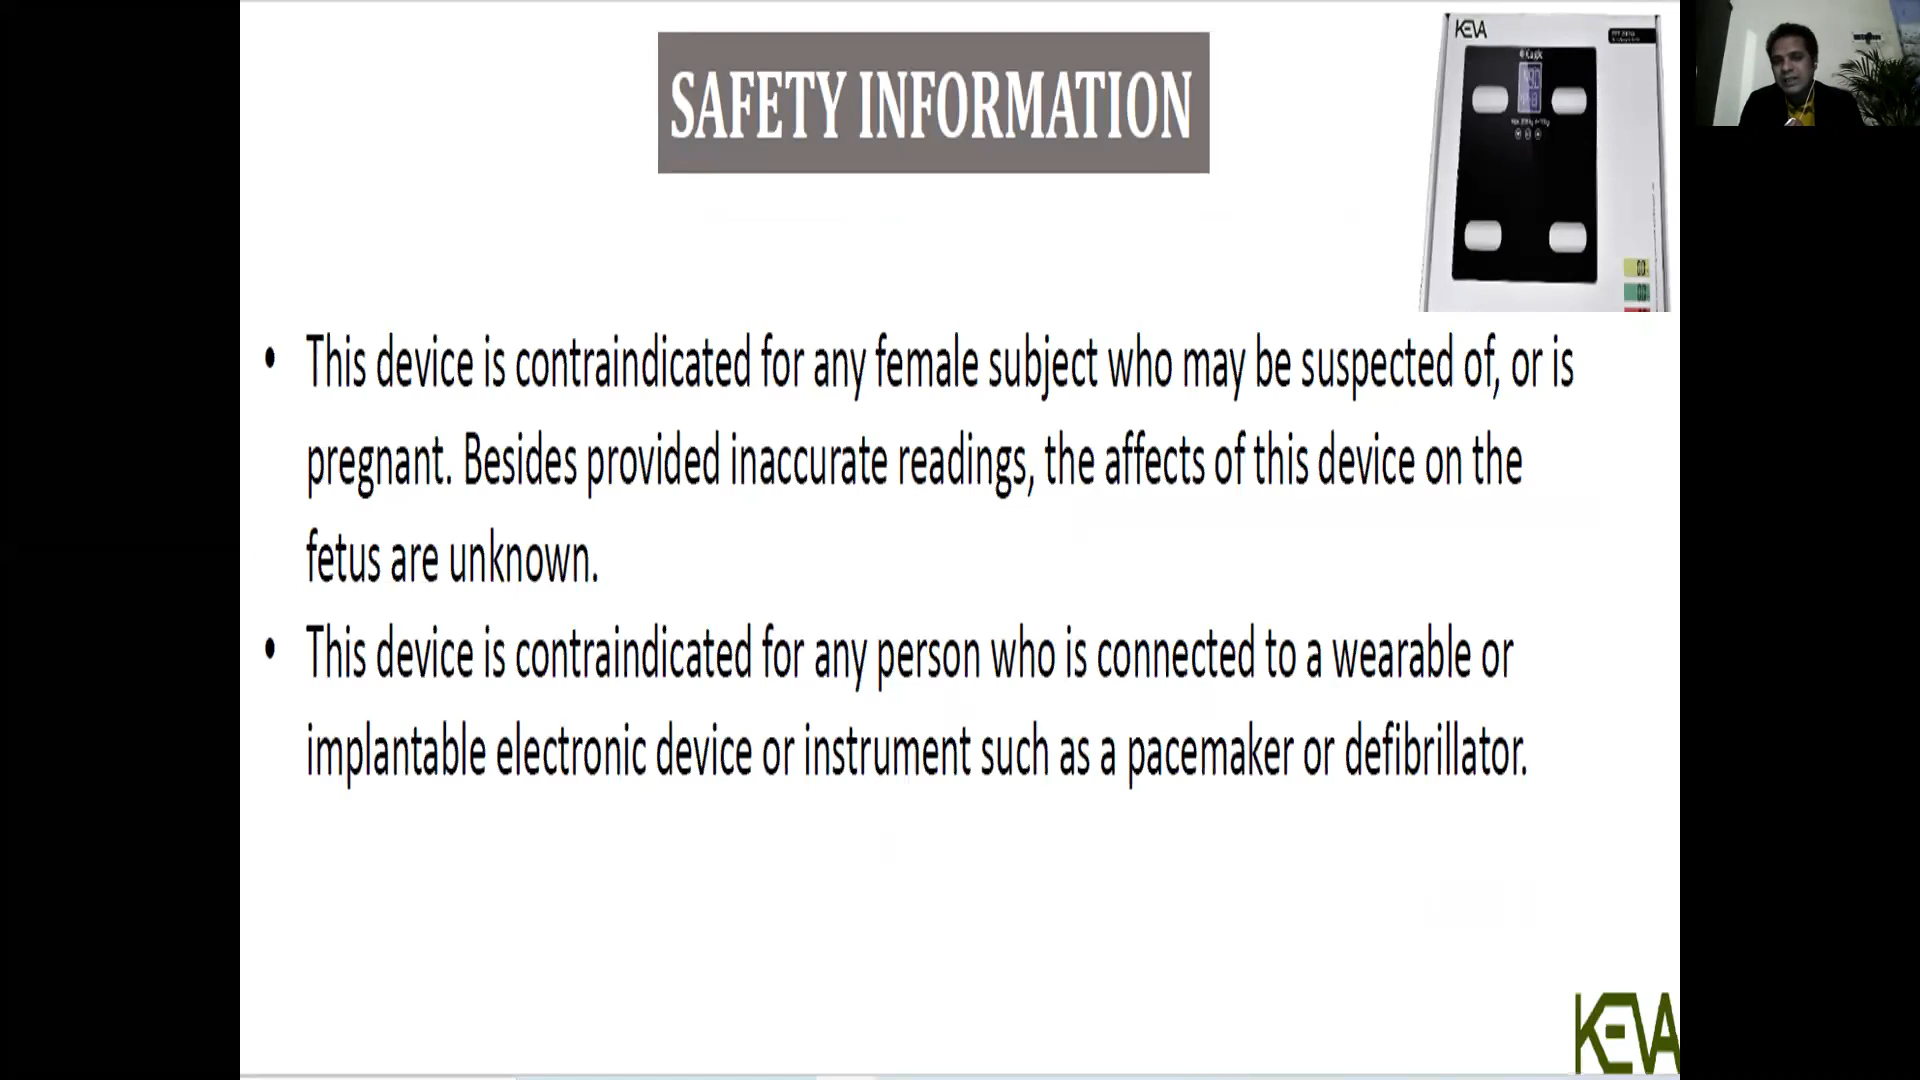 SAFETY INFORMATION
KEVA
• This device is contraindicated for any female subject who may be suspected of, or is
pregnant. Besides provided inaccurate readings, the affects of this device on the
fetus are unknown.
• This device is contraindicated for any person who is connected to a wearable or
implantable electronic device or instrument such as a pacemaker or defibrillator.
KEVA